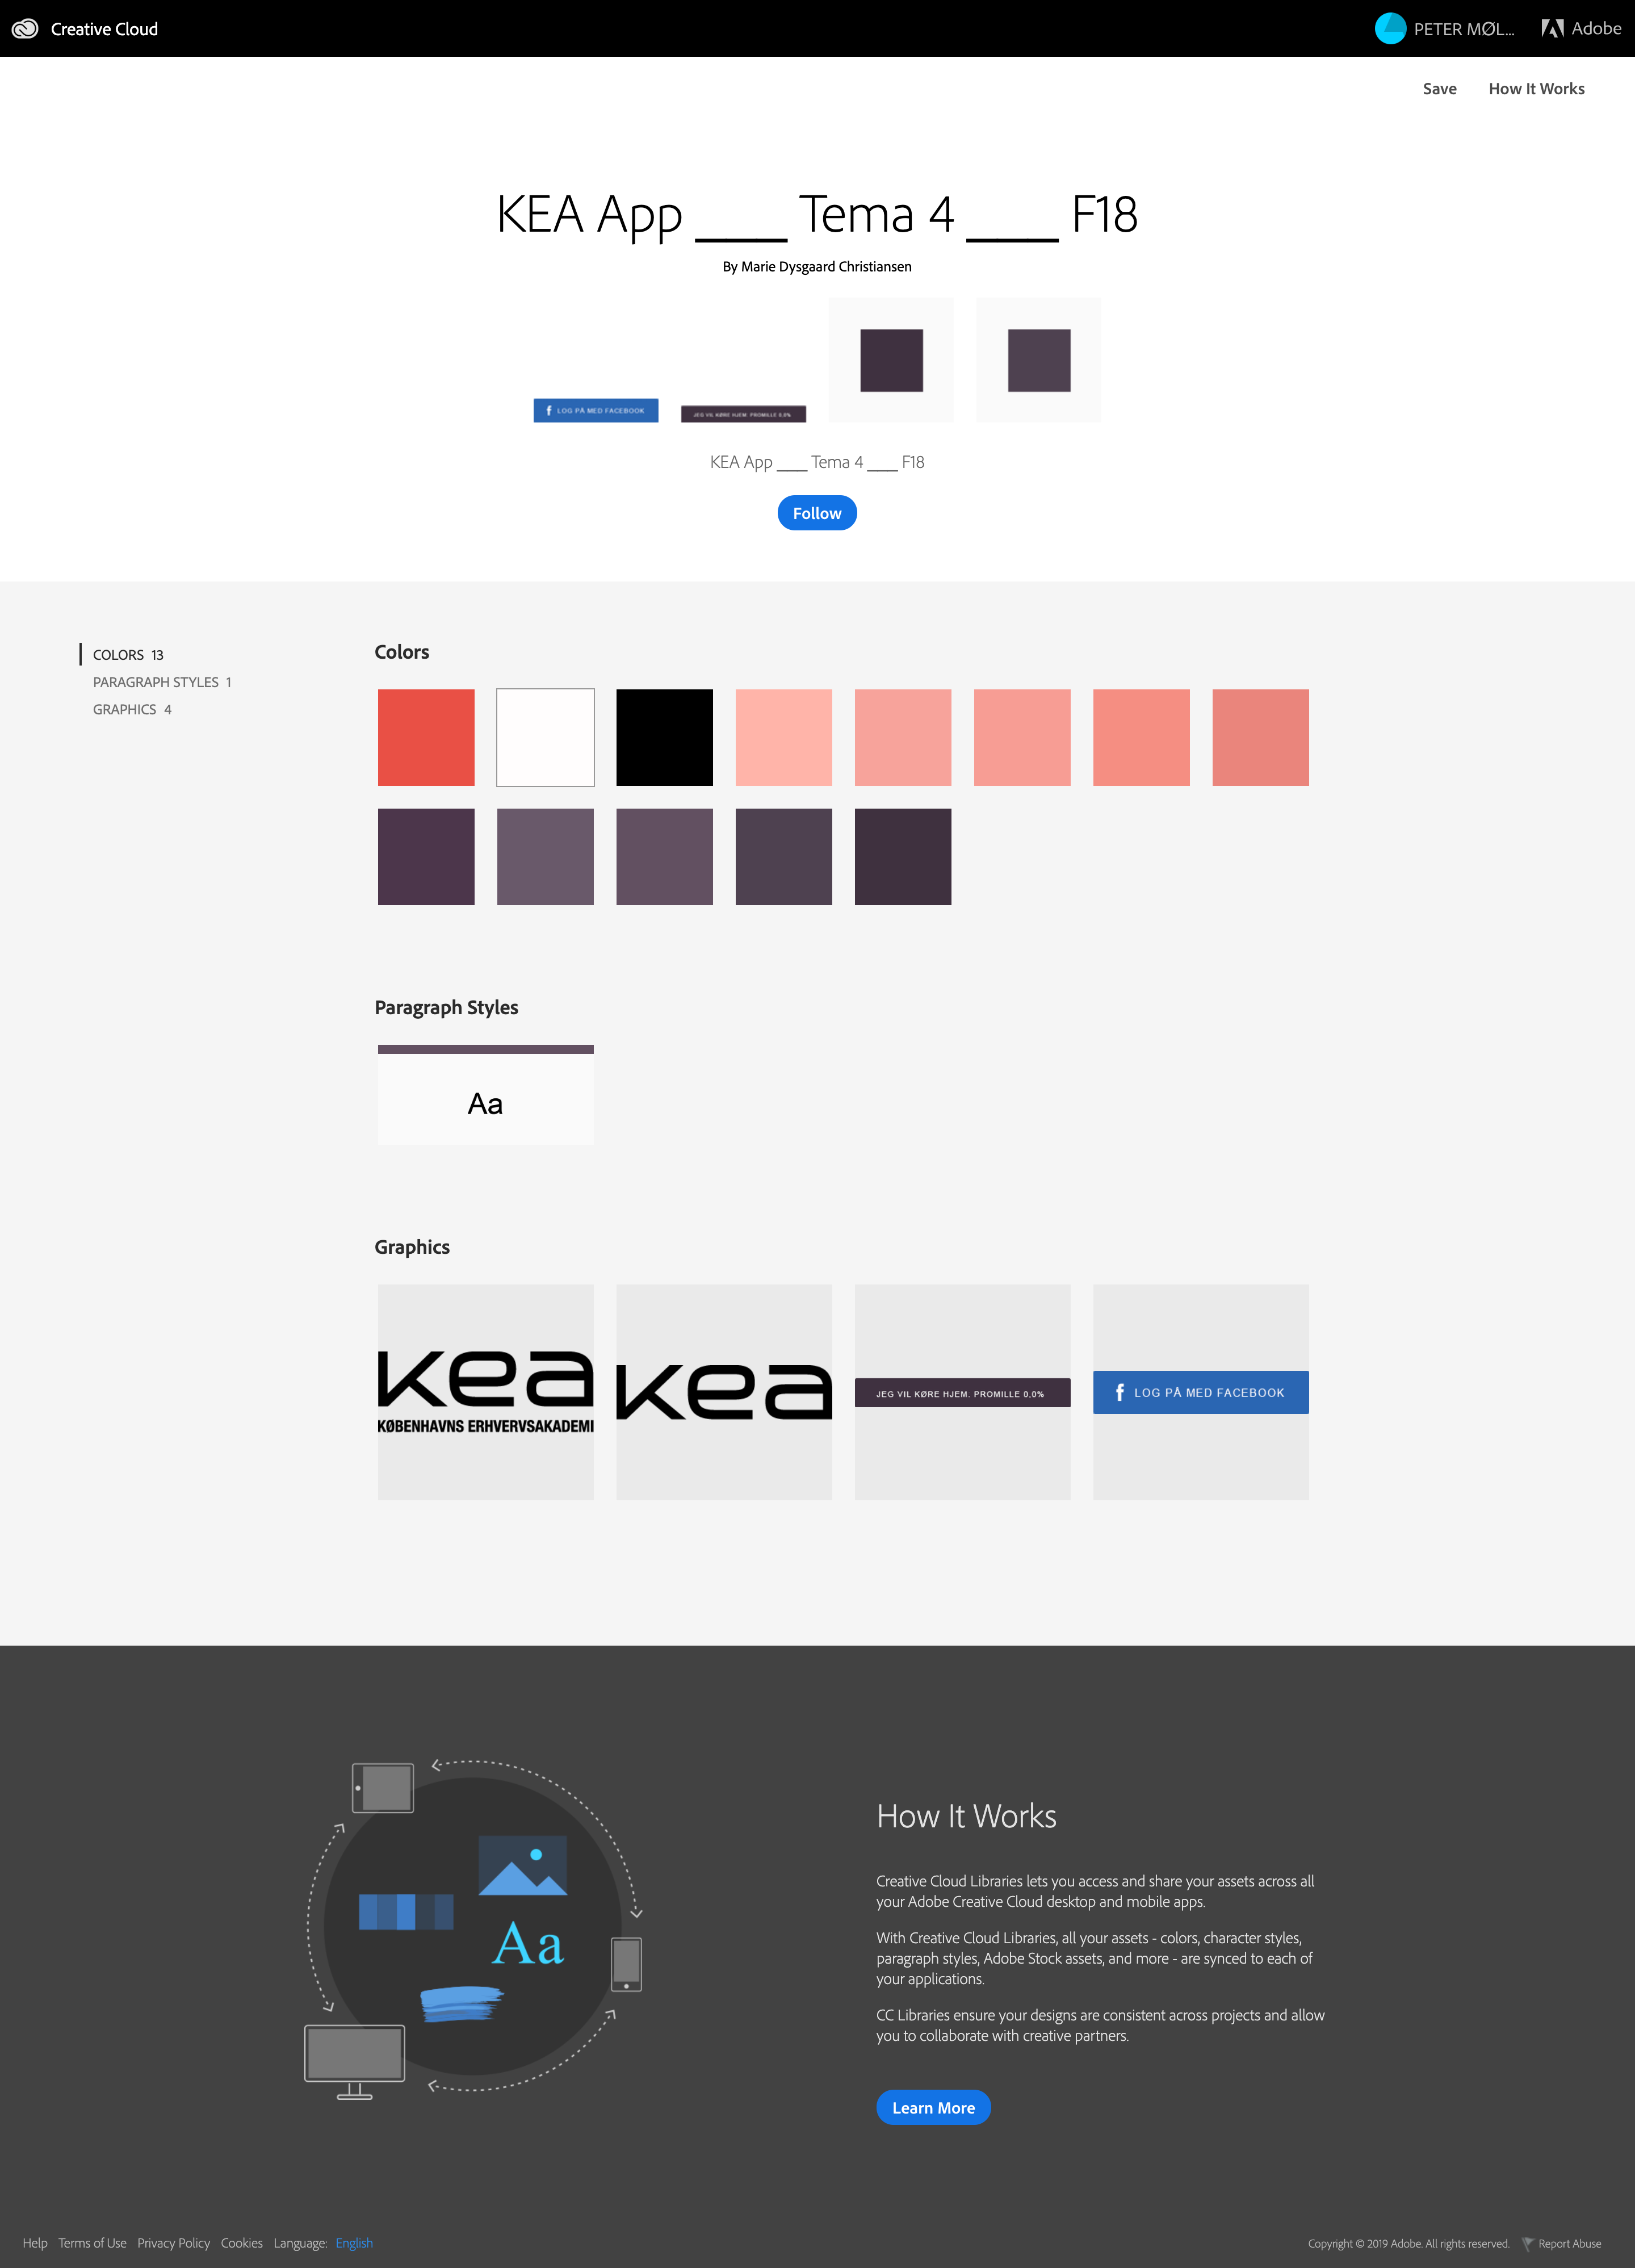 Creative Cloud
PETER MØL...
Adobe
Save
How It Works
KEA App ___ Tema 4 ___ F18
By Marie Dysgaard Christiansen
LOG PÅ MED FACEBOOK
JEG VIL KØRE HJEM. PROMILLE 0,0%
KEA App ___ Tema 4 ___ F18
Follow
COLORS 13
PARAGRAPH STYLES 1
GRAPHICS 4
Colors
Paragraph Styles
Aa
Graphics
kea
KØBENHAVNS ERHVERVSAKADEMI
kea
JEG VIL KØRE HJEM. PROMILLE 0,0%
f LOG PÅ MED FACEBOOK
Aa
How It Works
Creative Cloud Libraries lets you access and share your assets across all
your Adobe Creative Cloud desktop and mobile apps.
With Creative Cloud Libraries, all your assets - colors, character styles,
paragraph styles, Adobe Stock assets, and more - are synced to each of
your applications.
CC Libraries ensure your designs are consistent across projects and allow
you to collaborate with creative partners.
Learn More
Help Terms of Use Privacy Policy Cookies Language: English
Copyright © 2019 Adobe. All rights reserved. Report Abuse